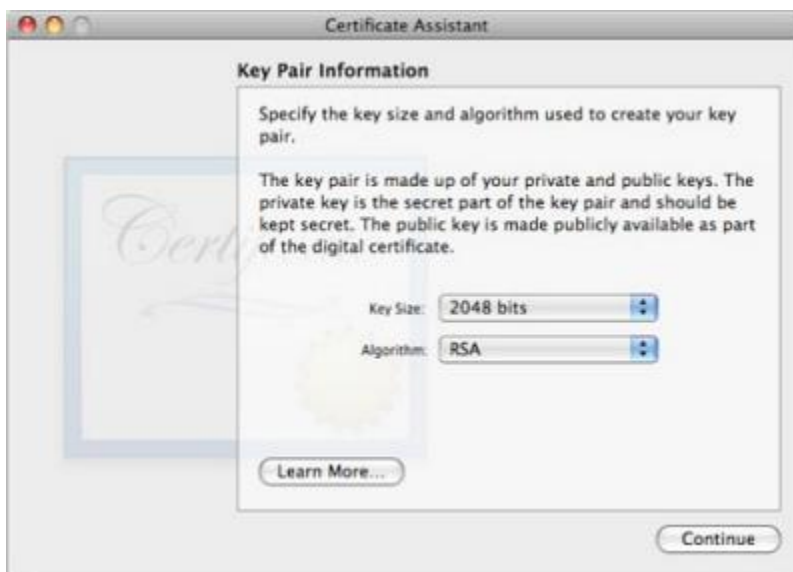 Certificate Assistant
Key Pair Information
Specify the key size and algorithm used to create your key
pair.
The key pair is made up of your private and public keys. The
private key is the secret part of the key pair and should be
kept secret. The public key is made publicly available as part
of the digital certificate.
Key Size: 2048 bits
Algorithm: RSA
Learn More...
Continue